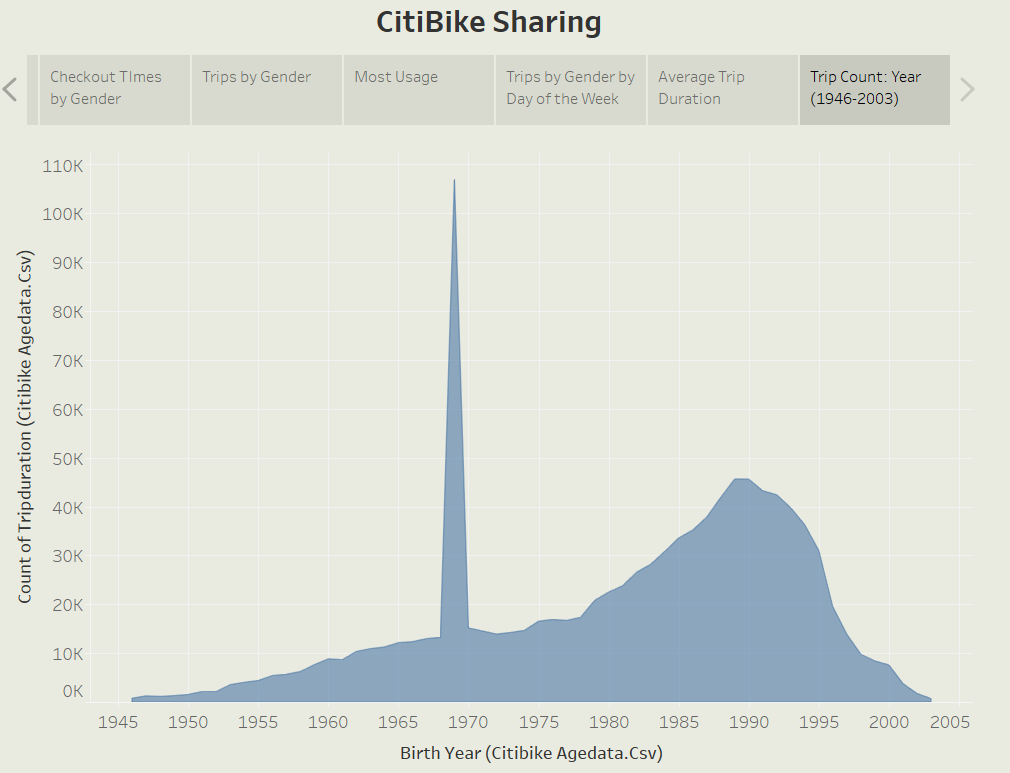 CitiBike Sharing
Checkout TImes
by Gender
Trips by Gender
Most Usage
Trips by Gender by
Day of the Week
Average Trip
Duration
Trip Count: Year
(1946-2003)
110K
100K
90K
80K
70K
60K
50K
40K
30K
20K
10K
0K
Count of Tripduration (Citibike Agedata.Csv)
1945 1950 1955 1960 1965 1970 1975 1980 1985 1990 1995 2000 2005
Birth Year (Citibike Agedata.Csv)